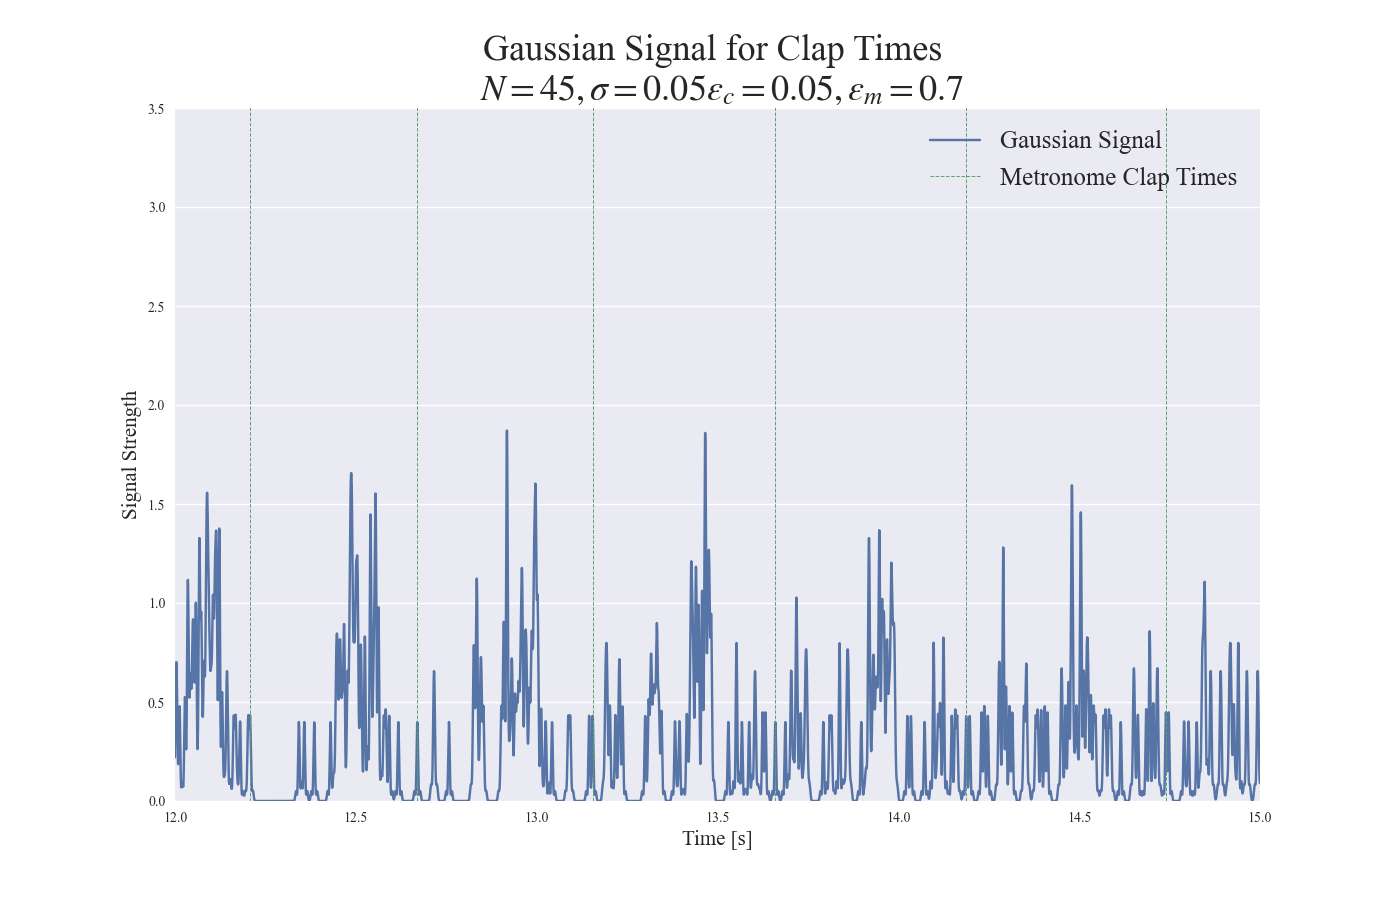 Gaussian Signal for Clap Times
N = 45, σ = 0.05ε_c = 0.05, ε_m = 0.7
Gaussian Signal
Metronome Clap Times
3.5
3.0
2.5
2.0
1.5
1.0
0.5
0.0
Signal Strength
12.0 12.5 13.0 13.5 14.0 14.5 15.0
Time [s]